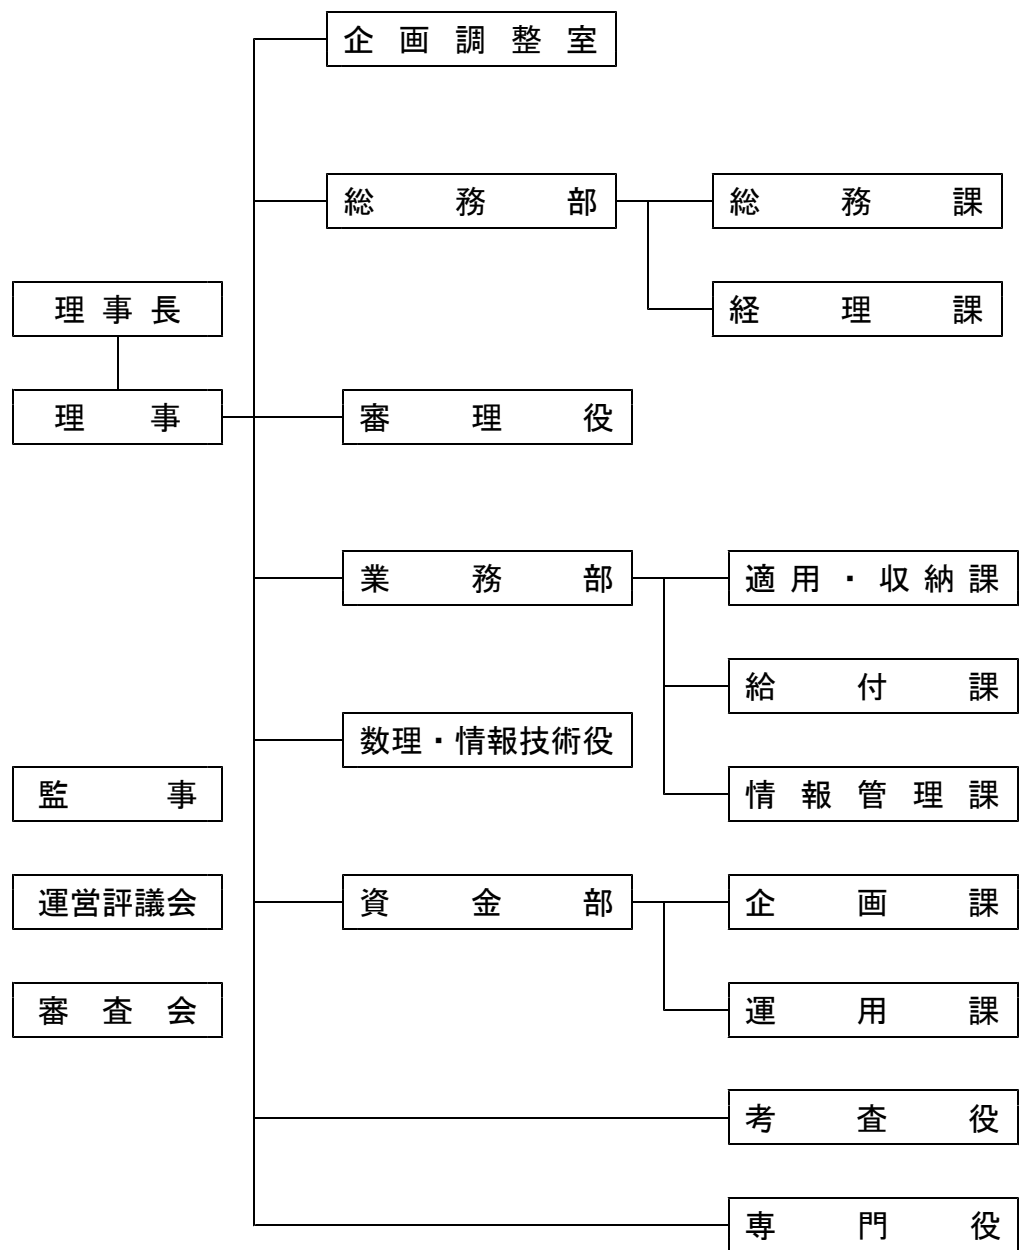 企画調整室
総務部
総務課
経理課
理事長
理事
審理役
業務部
適用・収納課
給付課
数理・情報技術役
情報管理課
監事
運営評議会
資金部
企画課
審査会
運用課
考査役
専門役